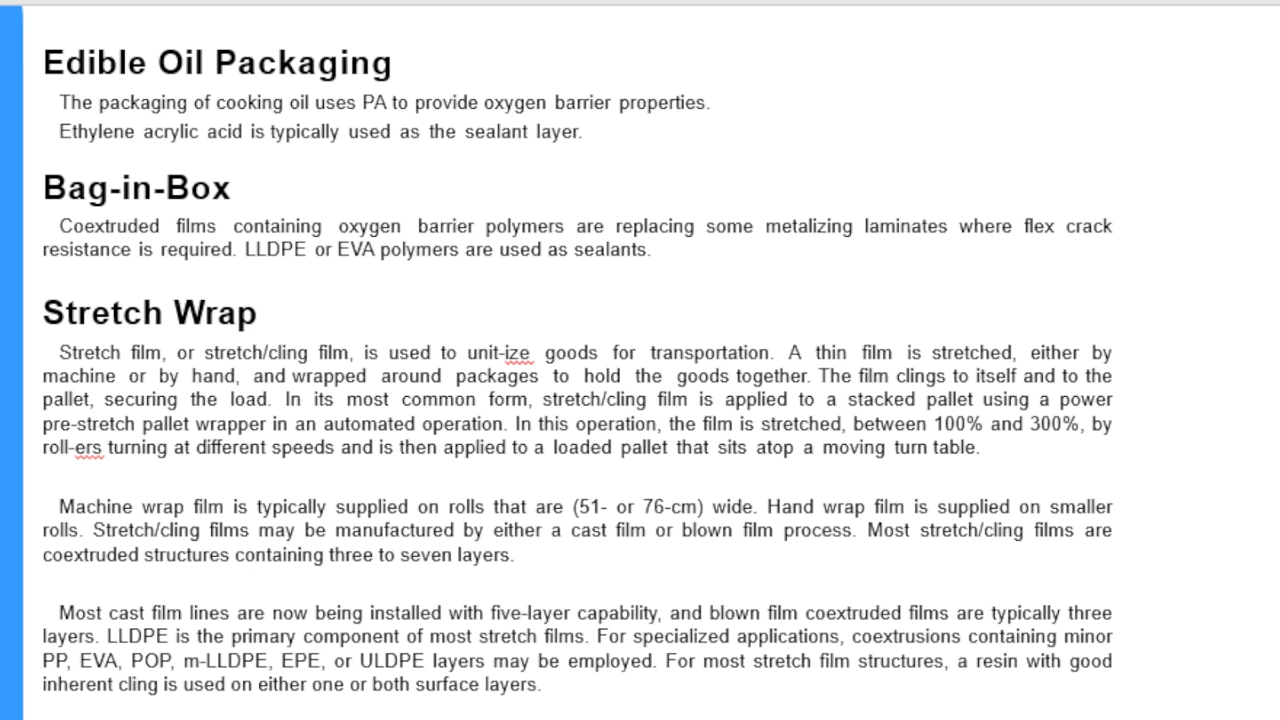 Edible Oil Packaging
The packaging of cooking oil uses PA to provide oxygen barrier properties.
Ethylene acrylic acid is typically used as the sealant layer.
Bag-in-Box
Coextruded films containing oxygen barrier polymers are replacing some metalizing laminates where flex crack
resistance is required. LLDPE or EVA polymers are used as sealants.
Stretch Wrap
Stretch film, or stretch/cling film, is used to unit-ize goods for transportation. A thin film is stretched, either by
machine or by hand, and wrapped around packages to hold the goods together. The film clings to itself and to the
pallet, securing the load. In its most common form, stretch/cling film is applied to a stacked pallet using a power
pre-stretch pallet wrapper in an automated operation. In this operation, the film is stretched, between 100% and 300%, by
roll-ers turning at different speeds and is then applied to a loaded pallet that sits atop a moving turn table.
Machine wrap film is typically supplied on rolls that are (51- or 76-cm) wide. Hand wrap film is supplied on smaller
rolls. Stretch/cling films may be manufactured by either a cast film or blown film process. Most stretch/cling films are
coextruded structures containing three to seven layers.
Most cast film lines are now being installed with five-layer capability, and blown film coextruded films are typically three
layers. LLDPE is the primary component of most stretch films. For specialized applications, coextrusions containing minor
PP, EVA, POP, m-LLDPE, EPE, or ULDPE layers may be employed. For most stretch film structures, a resin with good
inherent cling is used on either one or both surface layers.